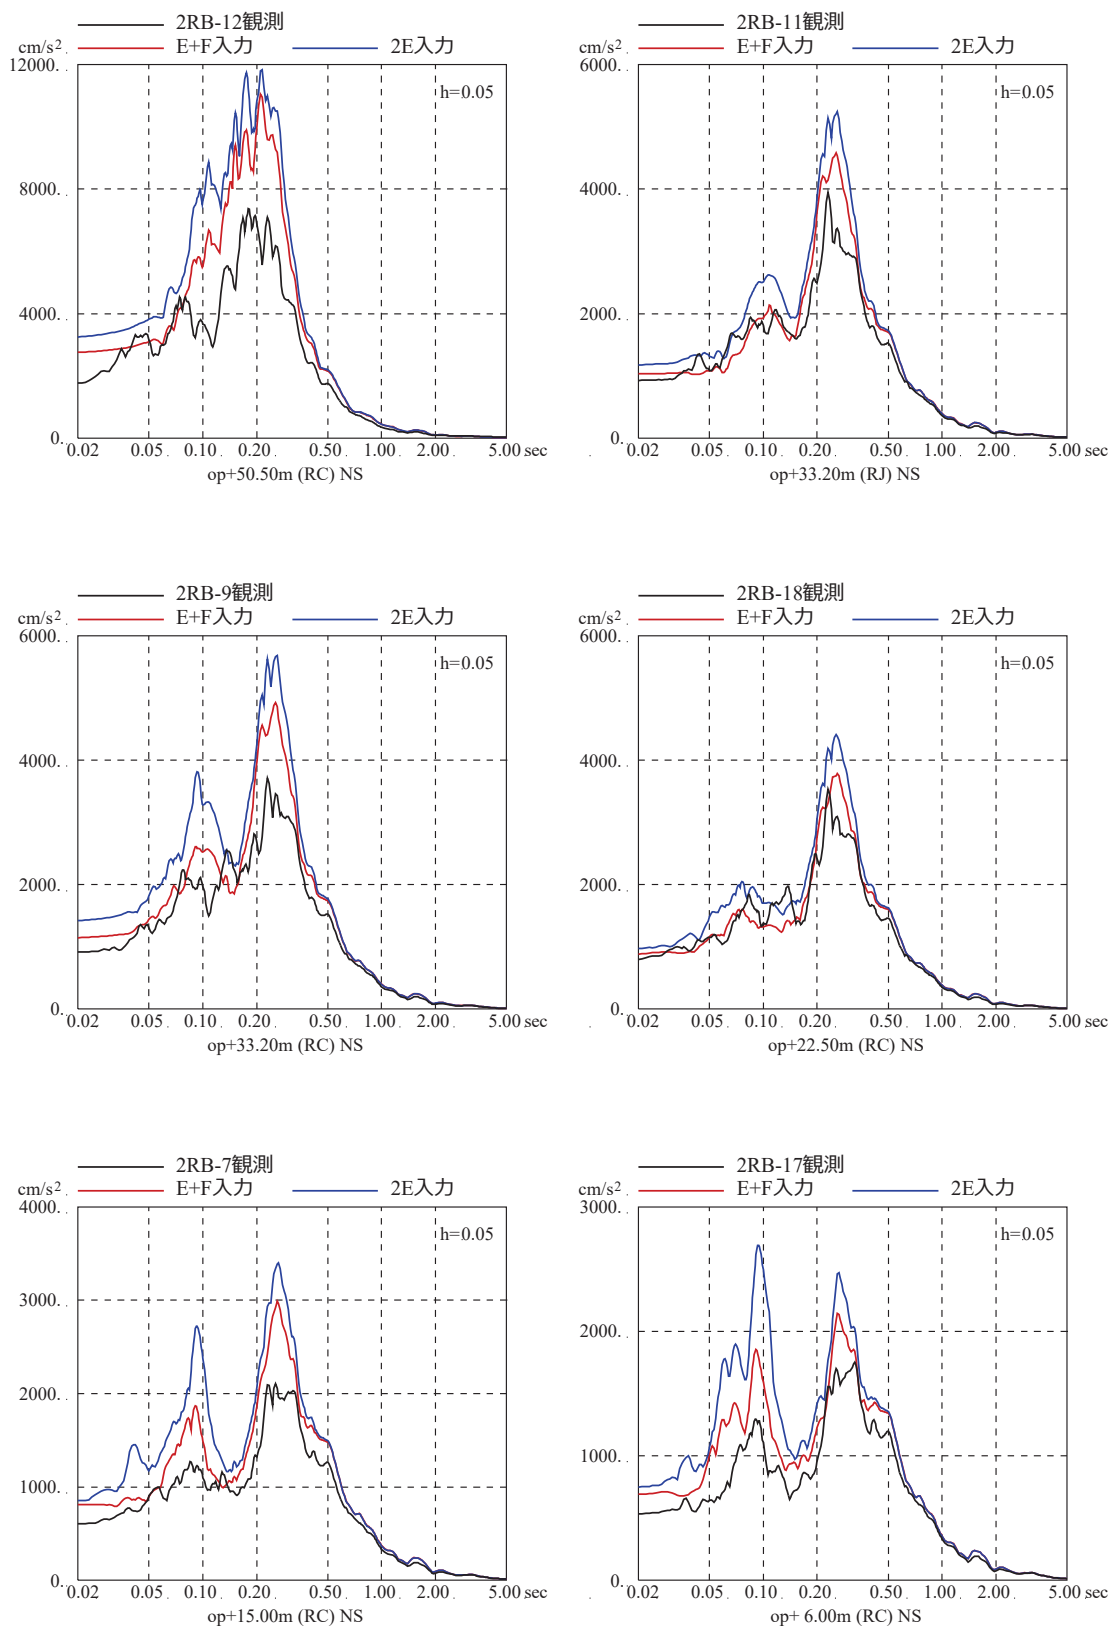 2RB-12観測
cm/s² E+F入力 2E入力
12000.
h=0.05
8000.
4000.
0.
0.02 0.05 0.10 0.20 0.50 1.00 2.00 5.00 sec
op+50.50m (RC) NS
2RB-11観測
cm/s² E+F入力 2E入力
6000.
h=0.05
4000.
2000.
0.
0.02 0.05 0.10 0.20 0.50 1.00 2.00 5.00 sec
op+33.20m (RJ) NS
2RB-9観測
cm/s² E+F入力 2E入力
6000.
h=0.05
4000.
2000.
0.
0.02 0.05 0.10 0.20 0.50 1.00 2.00 5.00 sec
op+33.20m (RC) NS
2RB-18観測
cm/s² E+F入力 2E入力
6000.
h=0.05
4000.
2000.
0.
0.02 0.05 0.10 0.20 0.50 1.00 2.00 5.00 sec
op+22.50m (RC) NS
2RB-7観測
cm/s² E+F入力 2E入力
4000.
h=0.05
3000.
2000.
1000.
0.
0.02 0.05 0.10 0.20 0.50 1.00 2.00 5.00 sec
op+15.00m (RC) NS
2RB-17観測
cm/s² E+F入力 2E入力
3000.
h=0.05
2000.
1000.
0.
0.02 0.05 0.10 0.20 0.50 1.00 2.00 5.00 sec
op+ 6.00m (RC) NS